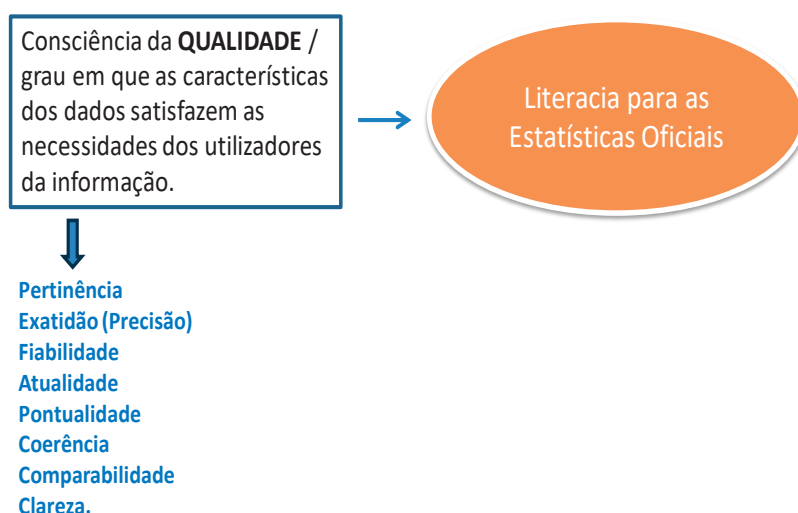 Consciência da QUALIDADE /
grau em que as características
dos dados satisfazem as
necessidades dos utilizadores
da informação.
Literacia para as
Estatísticas Oficiais
Pertinência
Exatidão (Precisão)
Fiabilidade
Atualidade
Pontualidade
Coerência
Comparabilidade
Clareza.